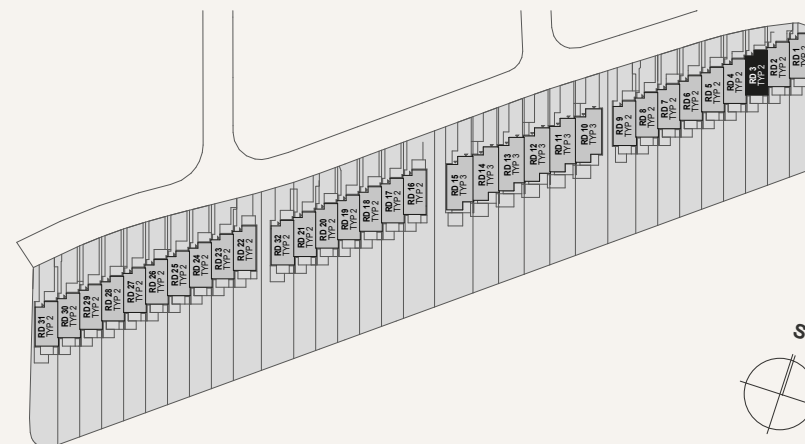 RD 31
TYP 2
RD 30
TYP 2
RD 29
TYP 2
RD 28
TYP 2
RD 27
TYP 2
RD 26
TYP 2
RD 25
TYP 2
RD 24
TYP 2
RD 23
TYP 2
RD 22
TYP 2
RD 32
TYP 2
RD 21
TYP 2
RD 20
TYP 2
RD 19
TYP 2
RD 18
TYP 2
RD 17
TYP 2
RD 16
TYP 2
RD 15
TYP 3
RD 14
TYP 3
RD 13
TYP 3
RD 12
TYP 3
RD 11
TYP 3
RD 10
TYP 3
RD 9
TYP 2
RD 8
TYP 2
RD 7
TYP 2
RD 6
TYP 2
RD 5
TYP 2
RD 4
TYP 2
RD 3
TYP 2
RD 2
TYP 2
RD 1
TYP 2
S